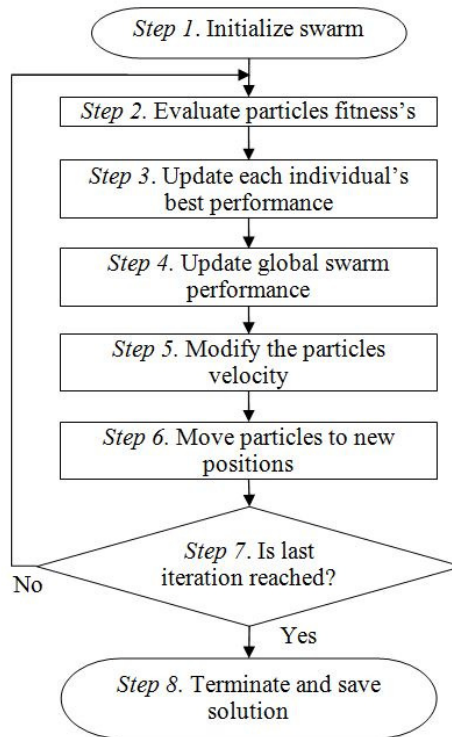 Step 1. Initialize swarm
Step 2. Evaluate particles fitness's
Step 3. Update each individual's
best performance
Step 4. Update global swarm
performance
Step 5. Modify the particles
velocity
Step 6. Move particles to new
positions
Step 7. Is last
iteration reached?
No
Yes
Step 8. Terminate and save
solution